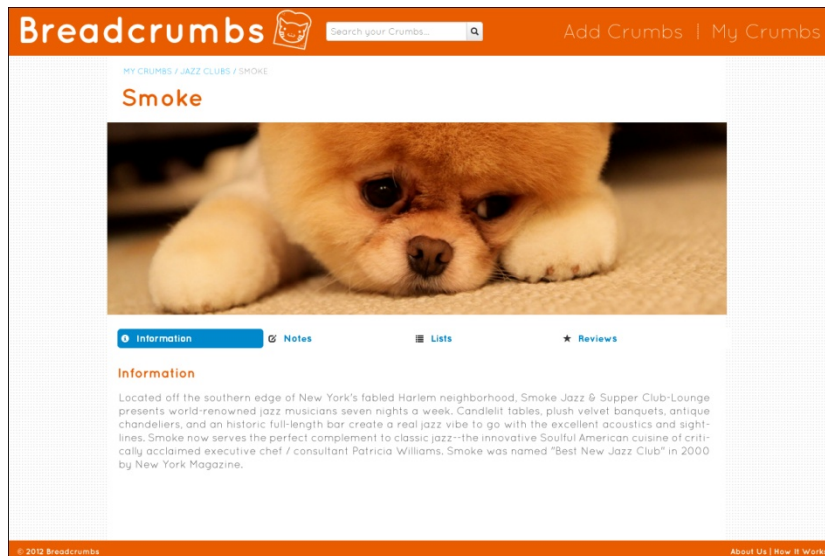 Breadcrumbs
Search your Crumbs...
Add Crumbs | My Crumbs
MY CRUMBS / JAZZ CLUBS / SMOKE
Smoke
Information
Notes
Lists
Reviews
Information
Located off the southern edge of New York's fabled Harlem neighborhood, Smoke Jazz & Supper Club-Lounge
presents world-renowned jazz musicians seven nights a week. Candlelit tables, plush velvet banquets, antique
chandeliers, and an historic full-length bar create a real jazz vibe to go with the excellent acoustics and sight-
lines. Smoke now serves the perfect complement to classic jazz--the innovative Soulful American cuisine of criti-
cally acclaimed executive chef / consultant Patricia Williams. Smoke was named "Best New Jazz Club" in 2000
by New York Magazine.
© 2012 Breadcrumbs
About Us | How It Works